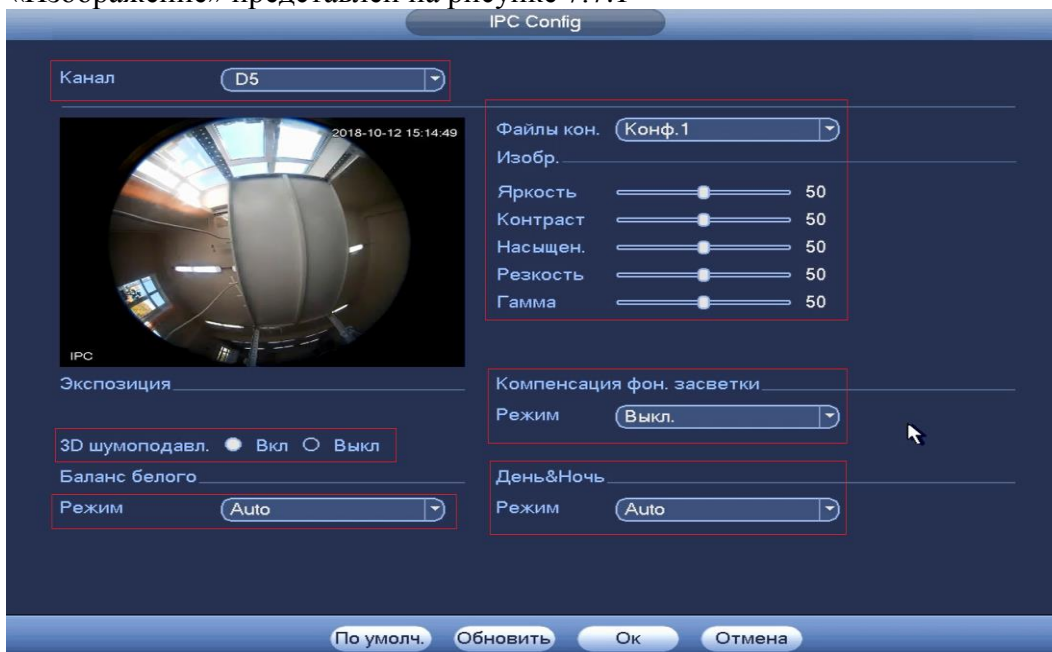 «Изображение» представлен на рисунке 7.7.1
IPC Config
Канал D5
2018-10-12 15:14:49
IPC
Файлы кон. Конф.1
Изобр.
Яркость 50
Контраст 50
Насыщен. 50
Резкость 50
Гамма 50
Экспозиция
3D шумоподавл. Вкл Выкл
Баланс белого
Режим Auto
Компенсация фон. засветки
Режим Выкл.
День&Ночь
Режим Auto
По умолч. Обновить Ок Отмена